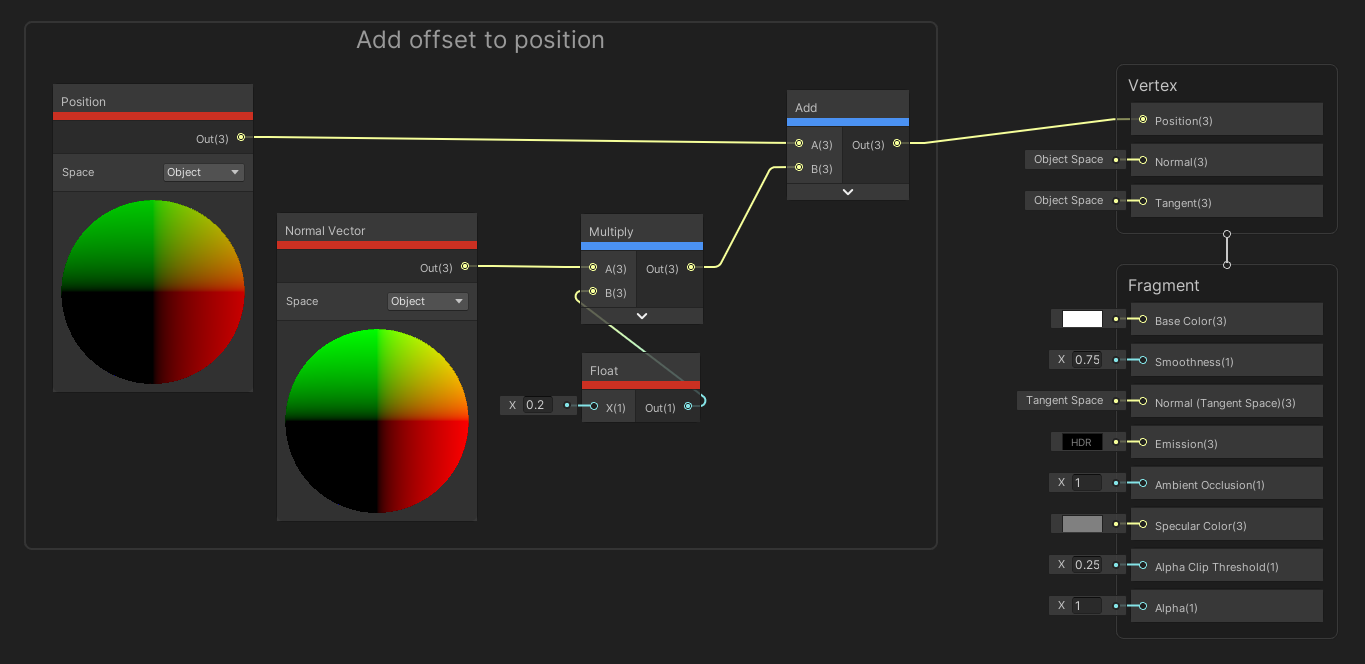 Add offset to position
Position
Out(3)
Space Object
Normal Vector
Out(3)
Space Object
Multiply
A(3) Out(3)
B(3)
Float
X 0.2 X(1) Out(1)
Add
A(3) Out(3)
B(3)
Vertex
Position(3)
Object Space Normal(3)
Object Space Tangent(3)
Fragment
Base Color(3)
X 0.75 Smoothness(1)
Tangent Space Normal (Tangent Space)(3)
HDR Emission(3)
X 1 Ambient Occlusion(1)
Specular Color(3)
X 0.25 Alpha Clip Threshold(1)
X 1 Alpha(1)